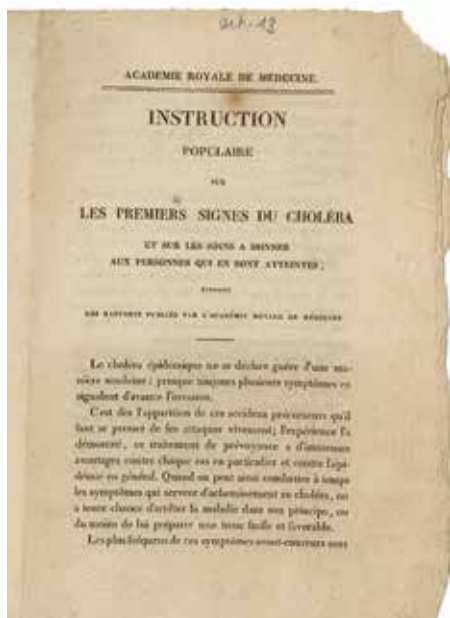 art. 13
ACADEMIE ROYALE DE MÉDECINE.
INSTRUCTION
POPULAIRE
SUR
LES PREMIERS SIGNES DU CHOLÉRA
ET SUR LES SOINS A DONNER
AUX PERSONNES QUI EN SONT ATTEINTES,
SUIVANT
DES RAPPORTS PUBLIÉS PAR L'ACADÉMIE ROYALE DE MÉDECINE
Le choléra épidémique ne se déclare guère d'une ma-
nière soudaine ; presque toujours plusieurs symptômes en
signalent d'avance l'invasion.
C'est dès l'apparition de ces accidens précurseurs qu'il
faut se presser de les attaquer vivement; l'expérience l'a
démontré, ce traitement de prévoyance a d'immenses
avantages contre chaque cas en particulier et contre l'épi-
démie en général. Quand on peut ainsi combattre à temps
les symptômes qui servent d'acheminement au choléra, on
a toute chance d'arrêter la maladie dans son principe, ou
du moins de lui préparer une issue facile et favorable.
Les plus fréquens de ces symptômes avant-coureurs sont